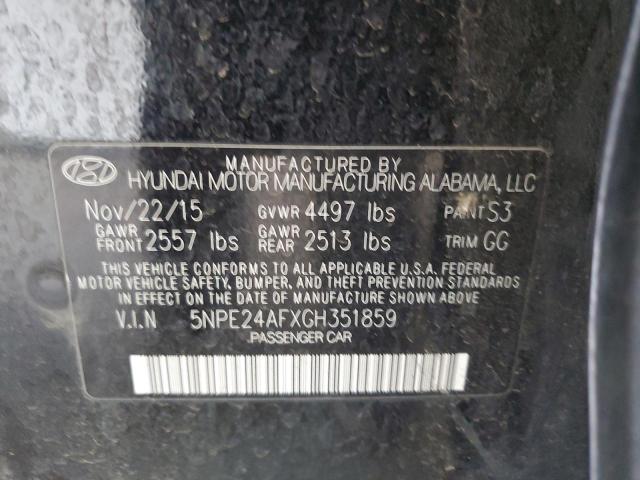 MANUFACTURED BY
HYUNDAI MOTOR MANUFACTURING ALABAMA, LLC
Nov/22/15 GVWR 4497 lbs PAINT S3
GAWR FRONT 2557 lbs GAWR REAR 2513 lbs TRIM GG
THIS VEHICLE CONFORMS TO ALL APPLICABLE U.S.A. FEDERAL
MOTOR VEHICLE SAFETY, BUMPER, AND THEFT PREVENTION STANDARDS
IN EFFECT ON THE DATE OF MANUFACTURE SHOWN ABOVE
V.I.N 5NPE24AFXGH351859
PASSENGER CAR